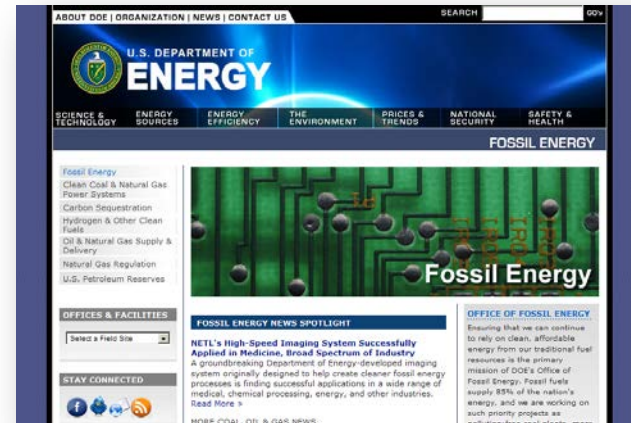 ABOUT DOE | ORGANIZATION | NEWS | CONTACT US
SEARCH
GO
U.S. DEPARTMENT OF
ENERGY
SCIENCE & TECHNOLOGY
ENERGY SOURCES
ENERGY EFFICIENCY
THE ENVIRONMENT
PRICES & TRENDS
NATIONAL SECURITY
SAFETY & HEALTH
FOSSIL ENERGY
Fossil Energy
Clean Coal & Natural Gas
Power Systems
Carbon Sequestration
Hydrogen & Other Clean
Fuels
Oil & Natural Gas Supply &
Delivery
Natural Gas Regulation
U.S. Petroleum Reserves
Fossil Energy
OFFICES & FACILITIES
Select a Field Site
STAY CONNECTED
FOSSIL ENERGY NEWS SPOTLIGHT
NETL's High-Speed Imaging System Successfully
Applied in Medicine, Broad Spectrum of Industry
A groundbreaking Department of Energy-developed imaging
system originally designed to help create cleaner fossil energy
processes is finding successful applications in a wide range of
medical, chemical processing, energy, and other industries.
Read More >
MORE COAL, OIL & GAS NEWS
OFFICE OF FOSSIL ENERGY
Ensuring that we can continue
to rely on clean, affordable
energy from our traditional fuel
resources is the primary
mission of DOE's Office of
Fossil Energy. Fossil fuels
supply 85% of the nation's
energy, and we are working on
such priority projects as